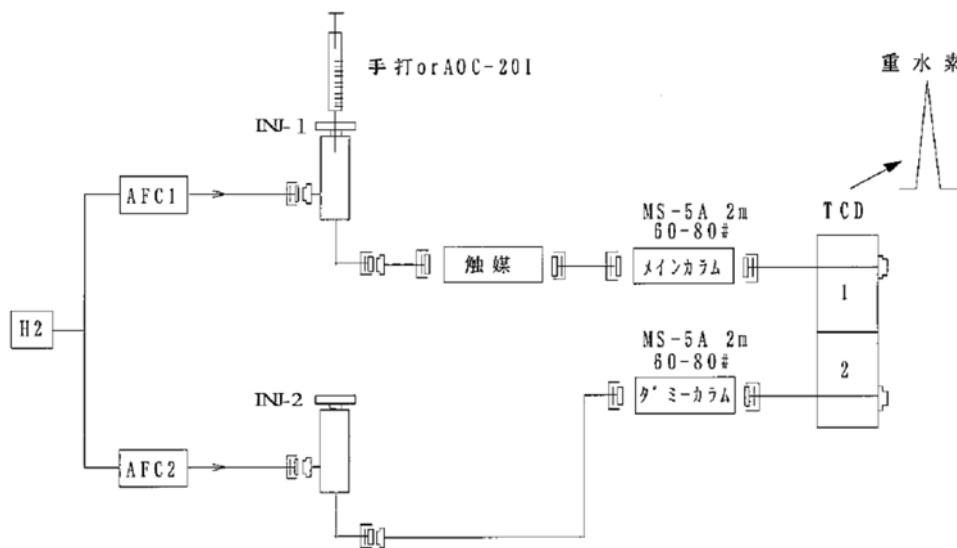 手打orAOC-20I
重水素
INJ-1
AFC1
MS-5A 2m
60-80#
TCD
触媒
メインカラム
1
H2
MS-5A 2m
60-80#
2
INJ-2
ダミーカラム
AFC2